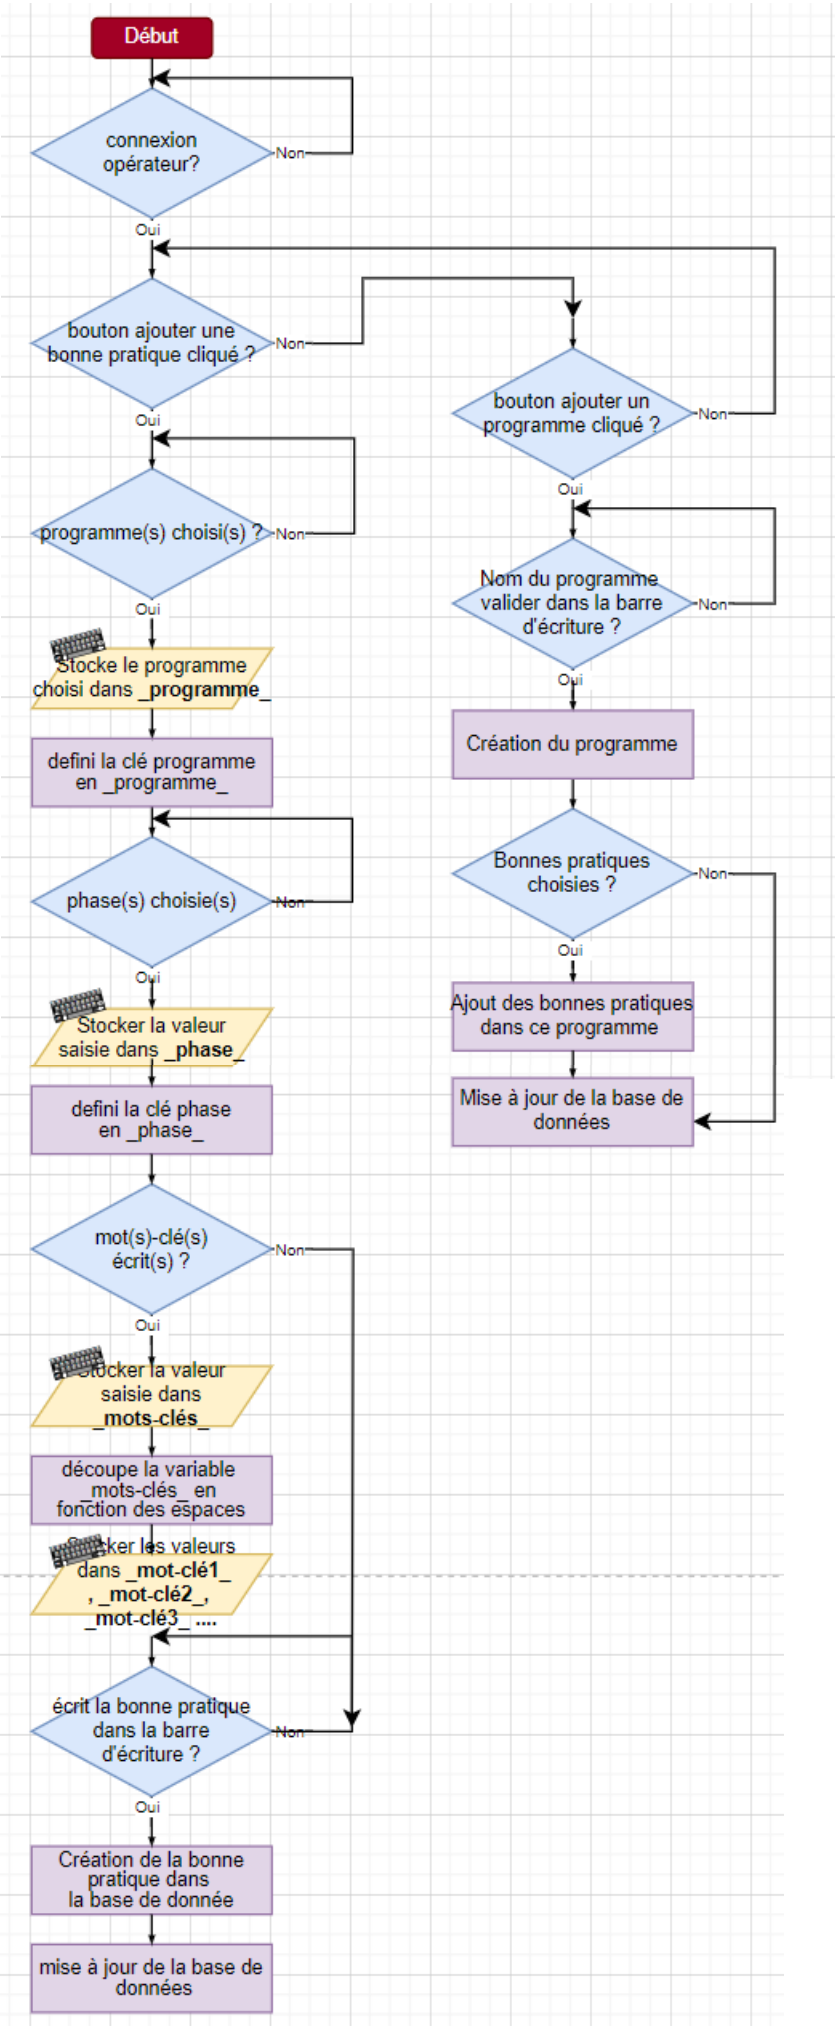 Début
connexion
opérateur?
Non
Oui
bouton ajouter une
bonne pratique cliqué ?
Non
Oui
programme(s) choisi(s) ?
Non
Oui
Stocke le programme
choisi dans _programme_
defini la clé programme
en _programme_
phase(s) choisie(s)
Non
Oui
Stocker la valeur
saisie dans _phase_
defini la clé phase
en _phase_
mot(s)-clé(s)
écrit(s) ?
Non
Oui
Stocker la valeur
saisie dans
_mots-clés_
découpe la variable
_mots-clés_ en
fonction des espaces
Stocker les valeurs
dans _mot-clé1_
, _mot-clé2_,
_mot-clé3_ ....
écrit la bonne pratique
dans la barre
d'écriture ?
Non
Oui
Création de la bonne
pratique dans
la base de donnée
mise à jour de la base de
données
bouton ajouter un
programme cliqué ?
Non
Oui
Nom du programme
valider dans la barre
d'écriture ?
Non
Oui
Création du programme
Bonnes pratiques
choisies ?
Non
Oui
Ajout des bonnes pratiques
dans ce programme
Mise à jour de la base de
données